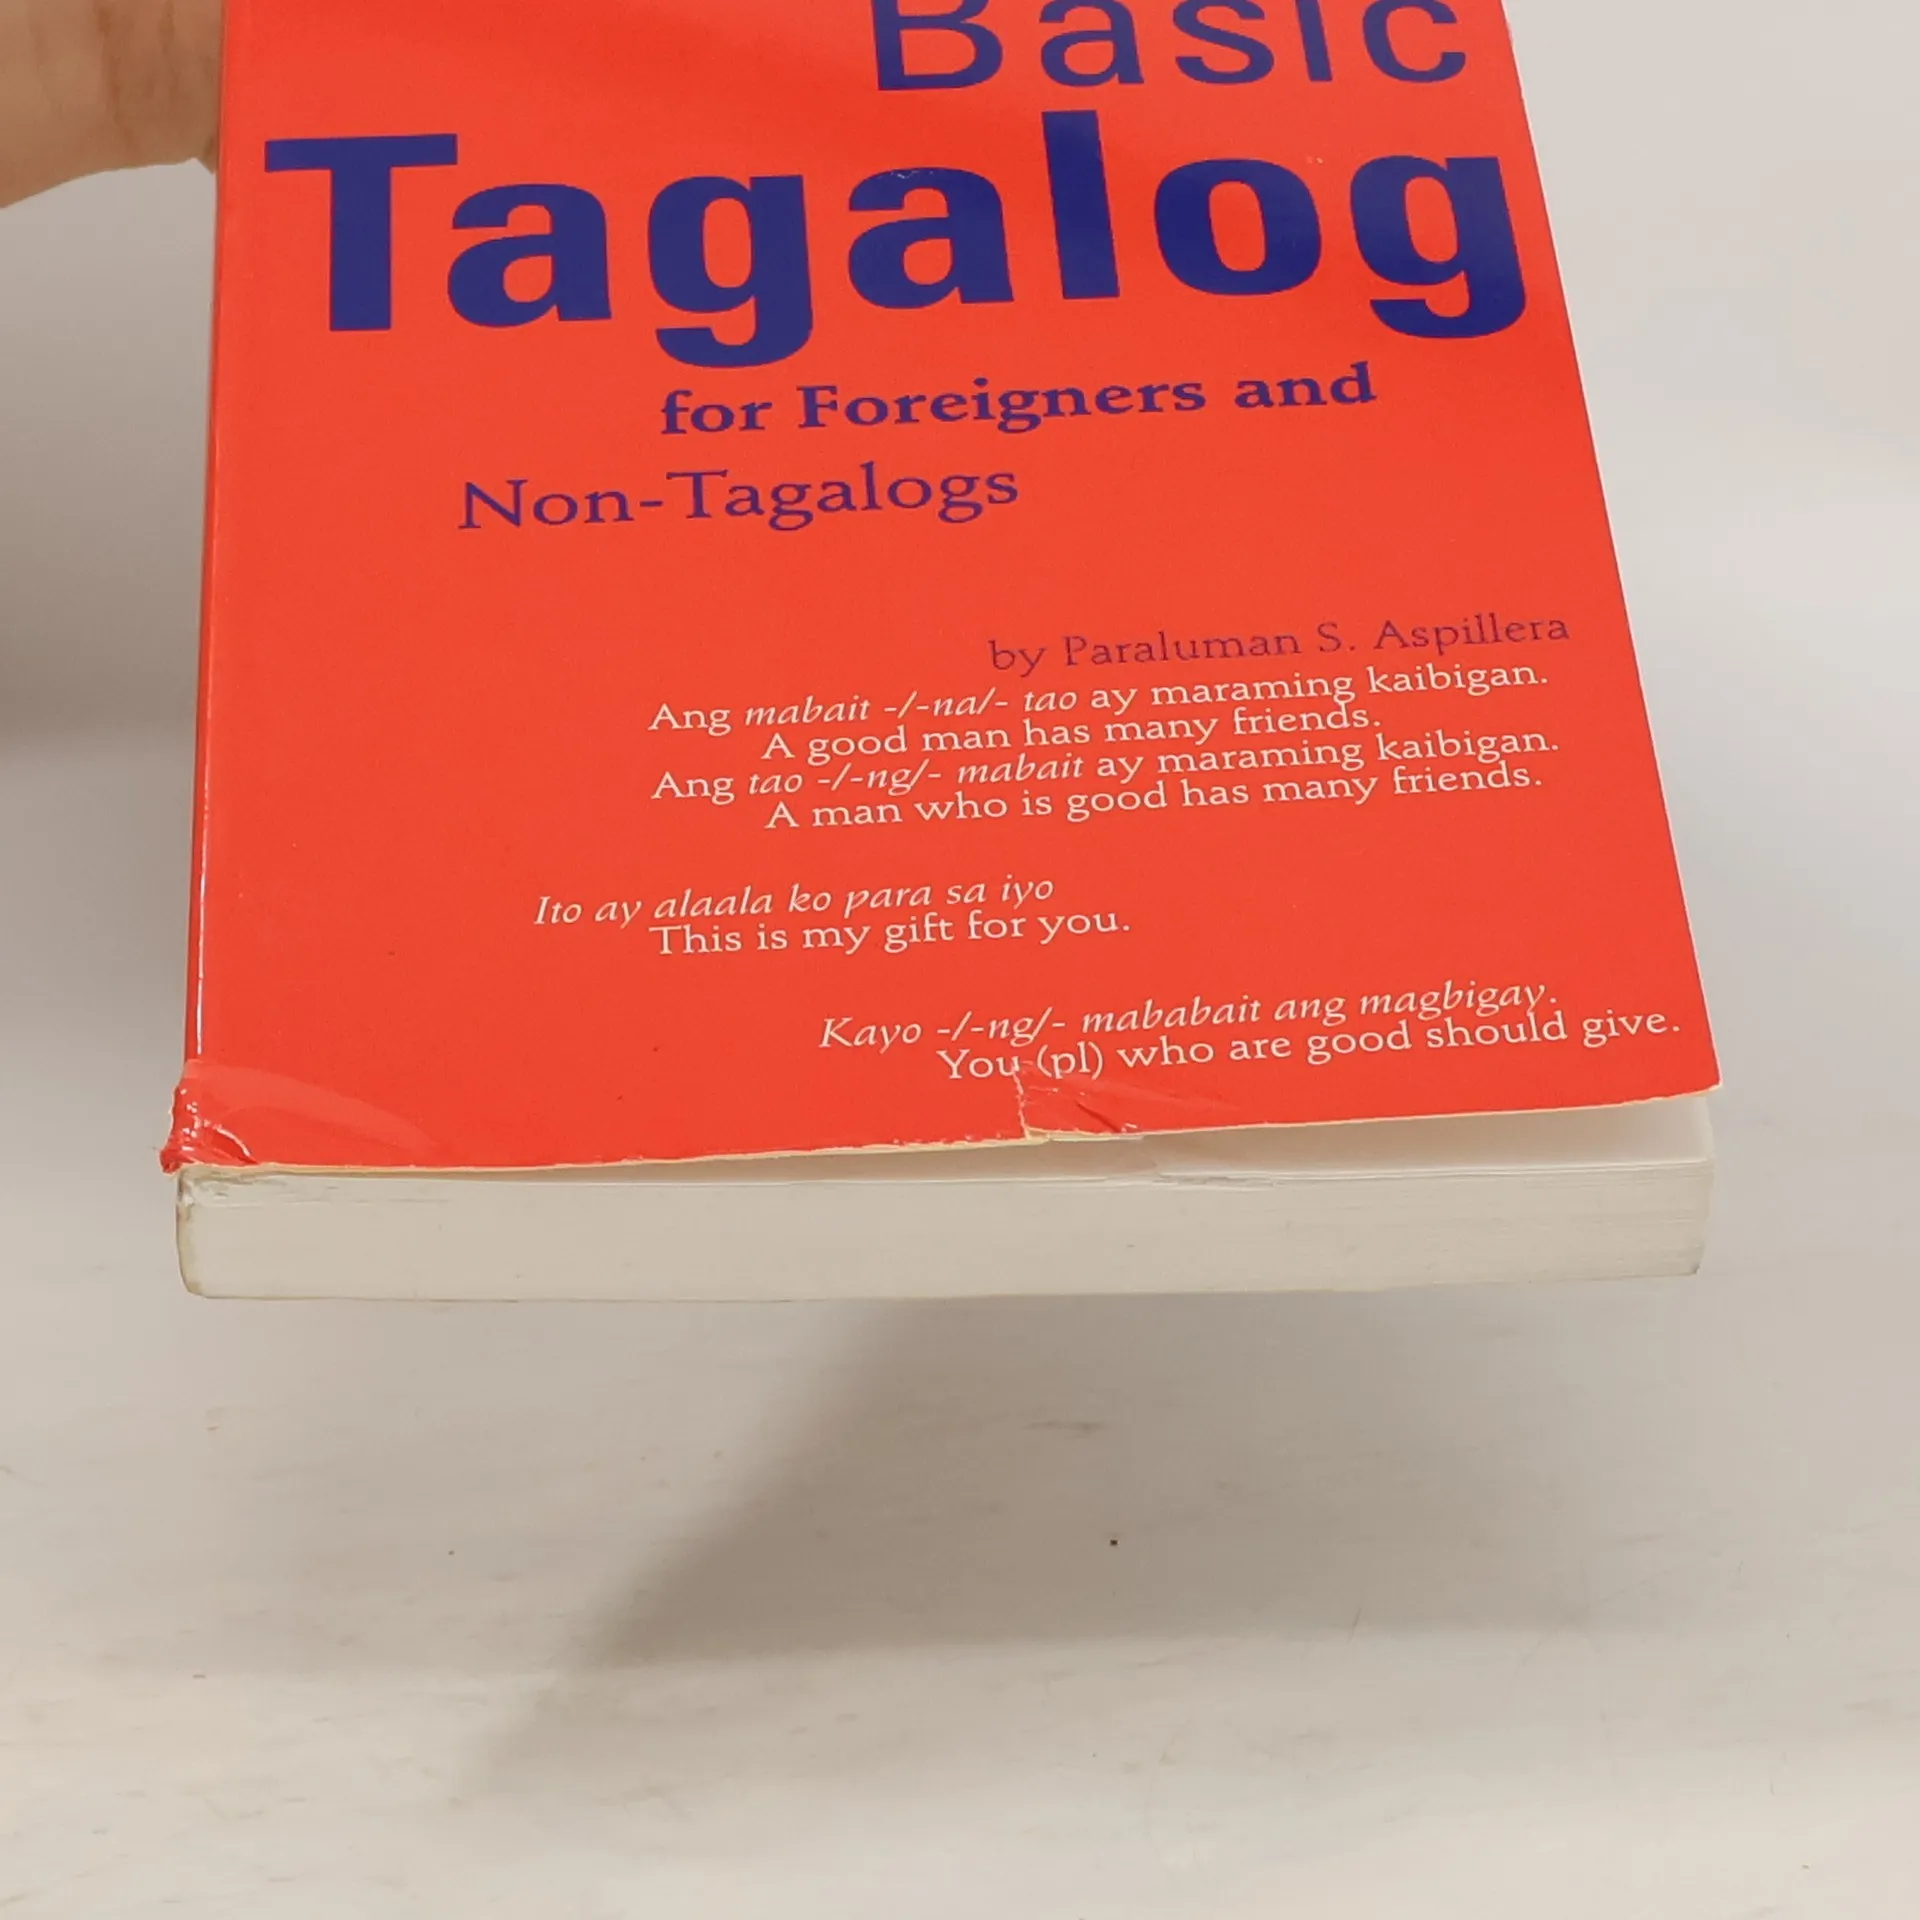 Basic
Tagalog
for Foreigners and
Non-Tagalogs
by Paraluman S. Aspillera
Ang mabait -/-na/- tao ay maraming kaibigan.
A good man has many friends.
Ang tao -/-ng/- mabait ay maraming kaibigan.
A man who is good has many friends.
Ito ay alaala ko para sa iyo
This is my gift for you.
Kayo -/-ng/- mababait ang magbigay.
You (pl) who are good should give.